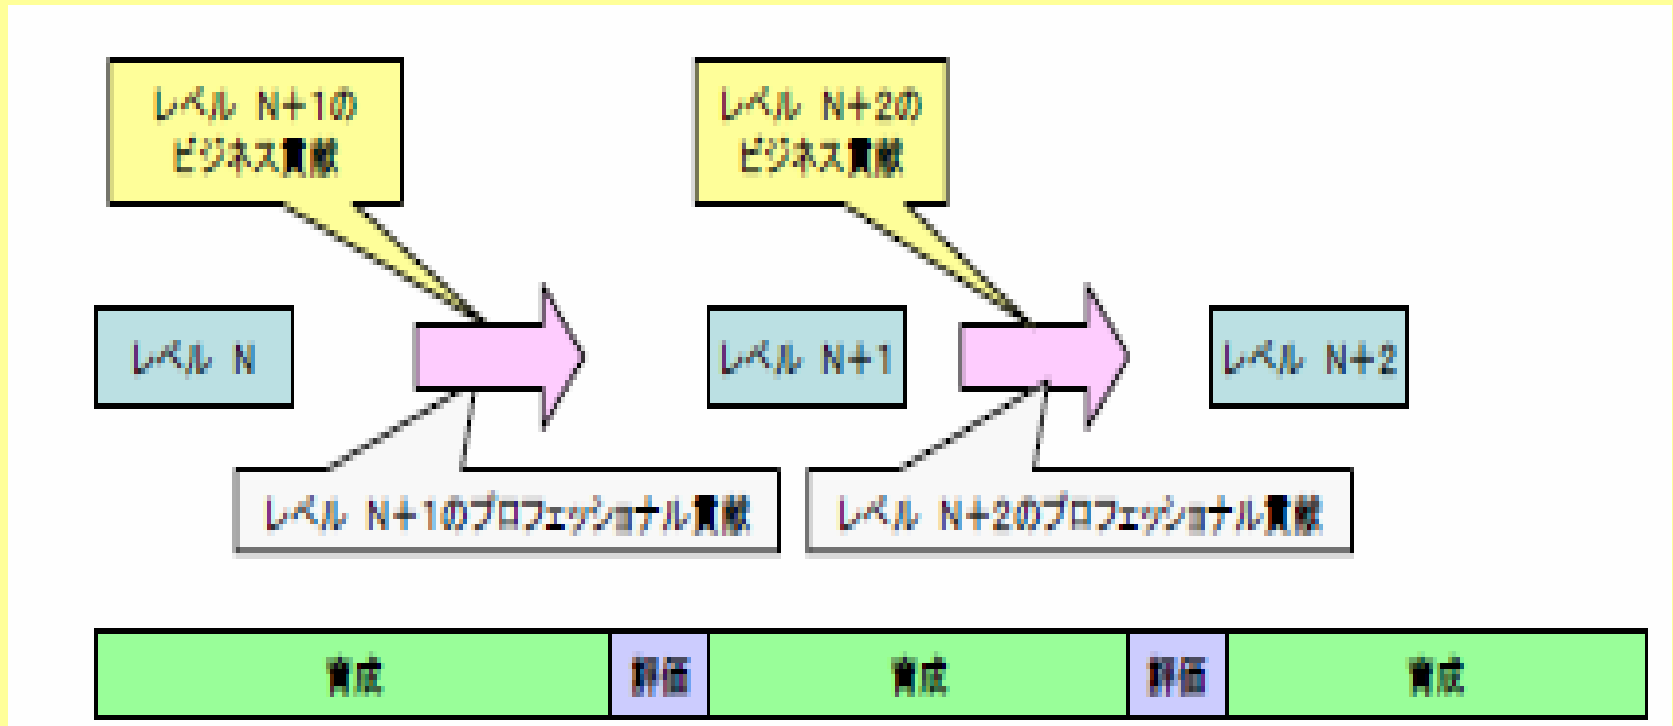 レベル N+1の
ビジネス貢献
レベル N+2の
ビジネス貢献
レベル N
レベル N+1
レベル N+2
レベル N+1のプロフェッショナル貢献
レベル N+2のプロフェッショナル貢献
育成
評価
育成
評価
育成